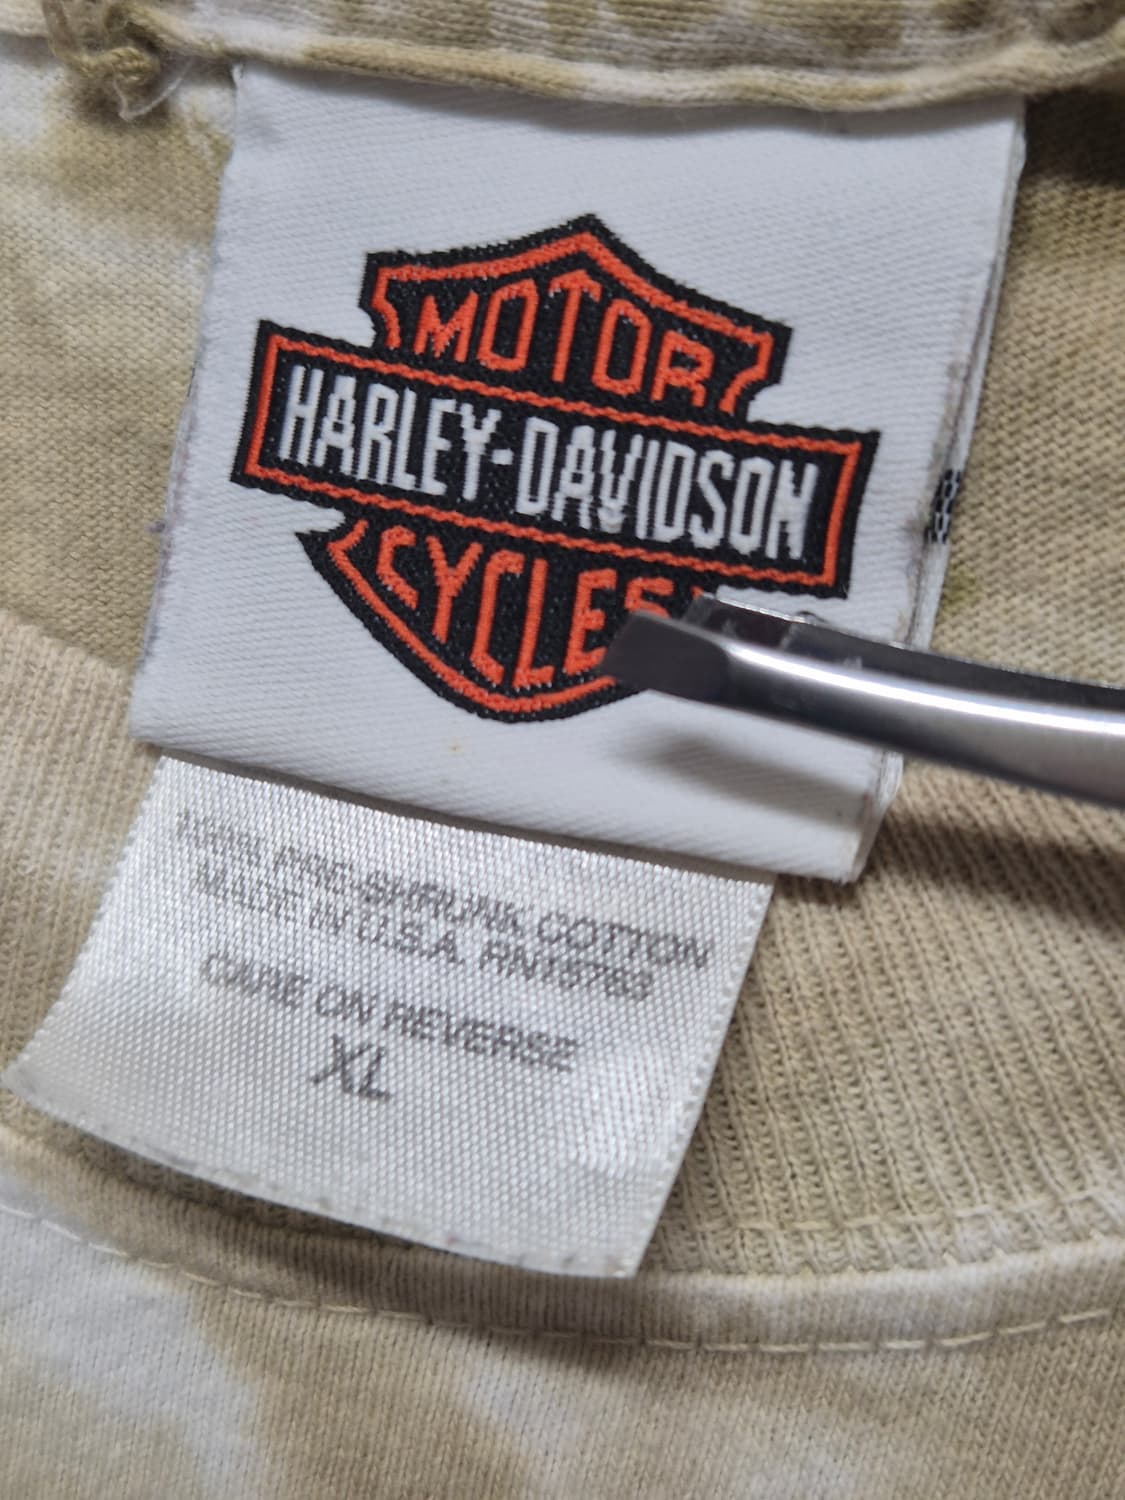 MOTOR
HARLEY-DAVIDSON
CYCLES
100% PRE-SHRUNK COTTON
MADE IN U.S.A. RN15763
CARE ON REVERSE
XL